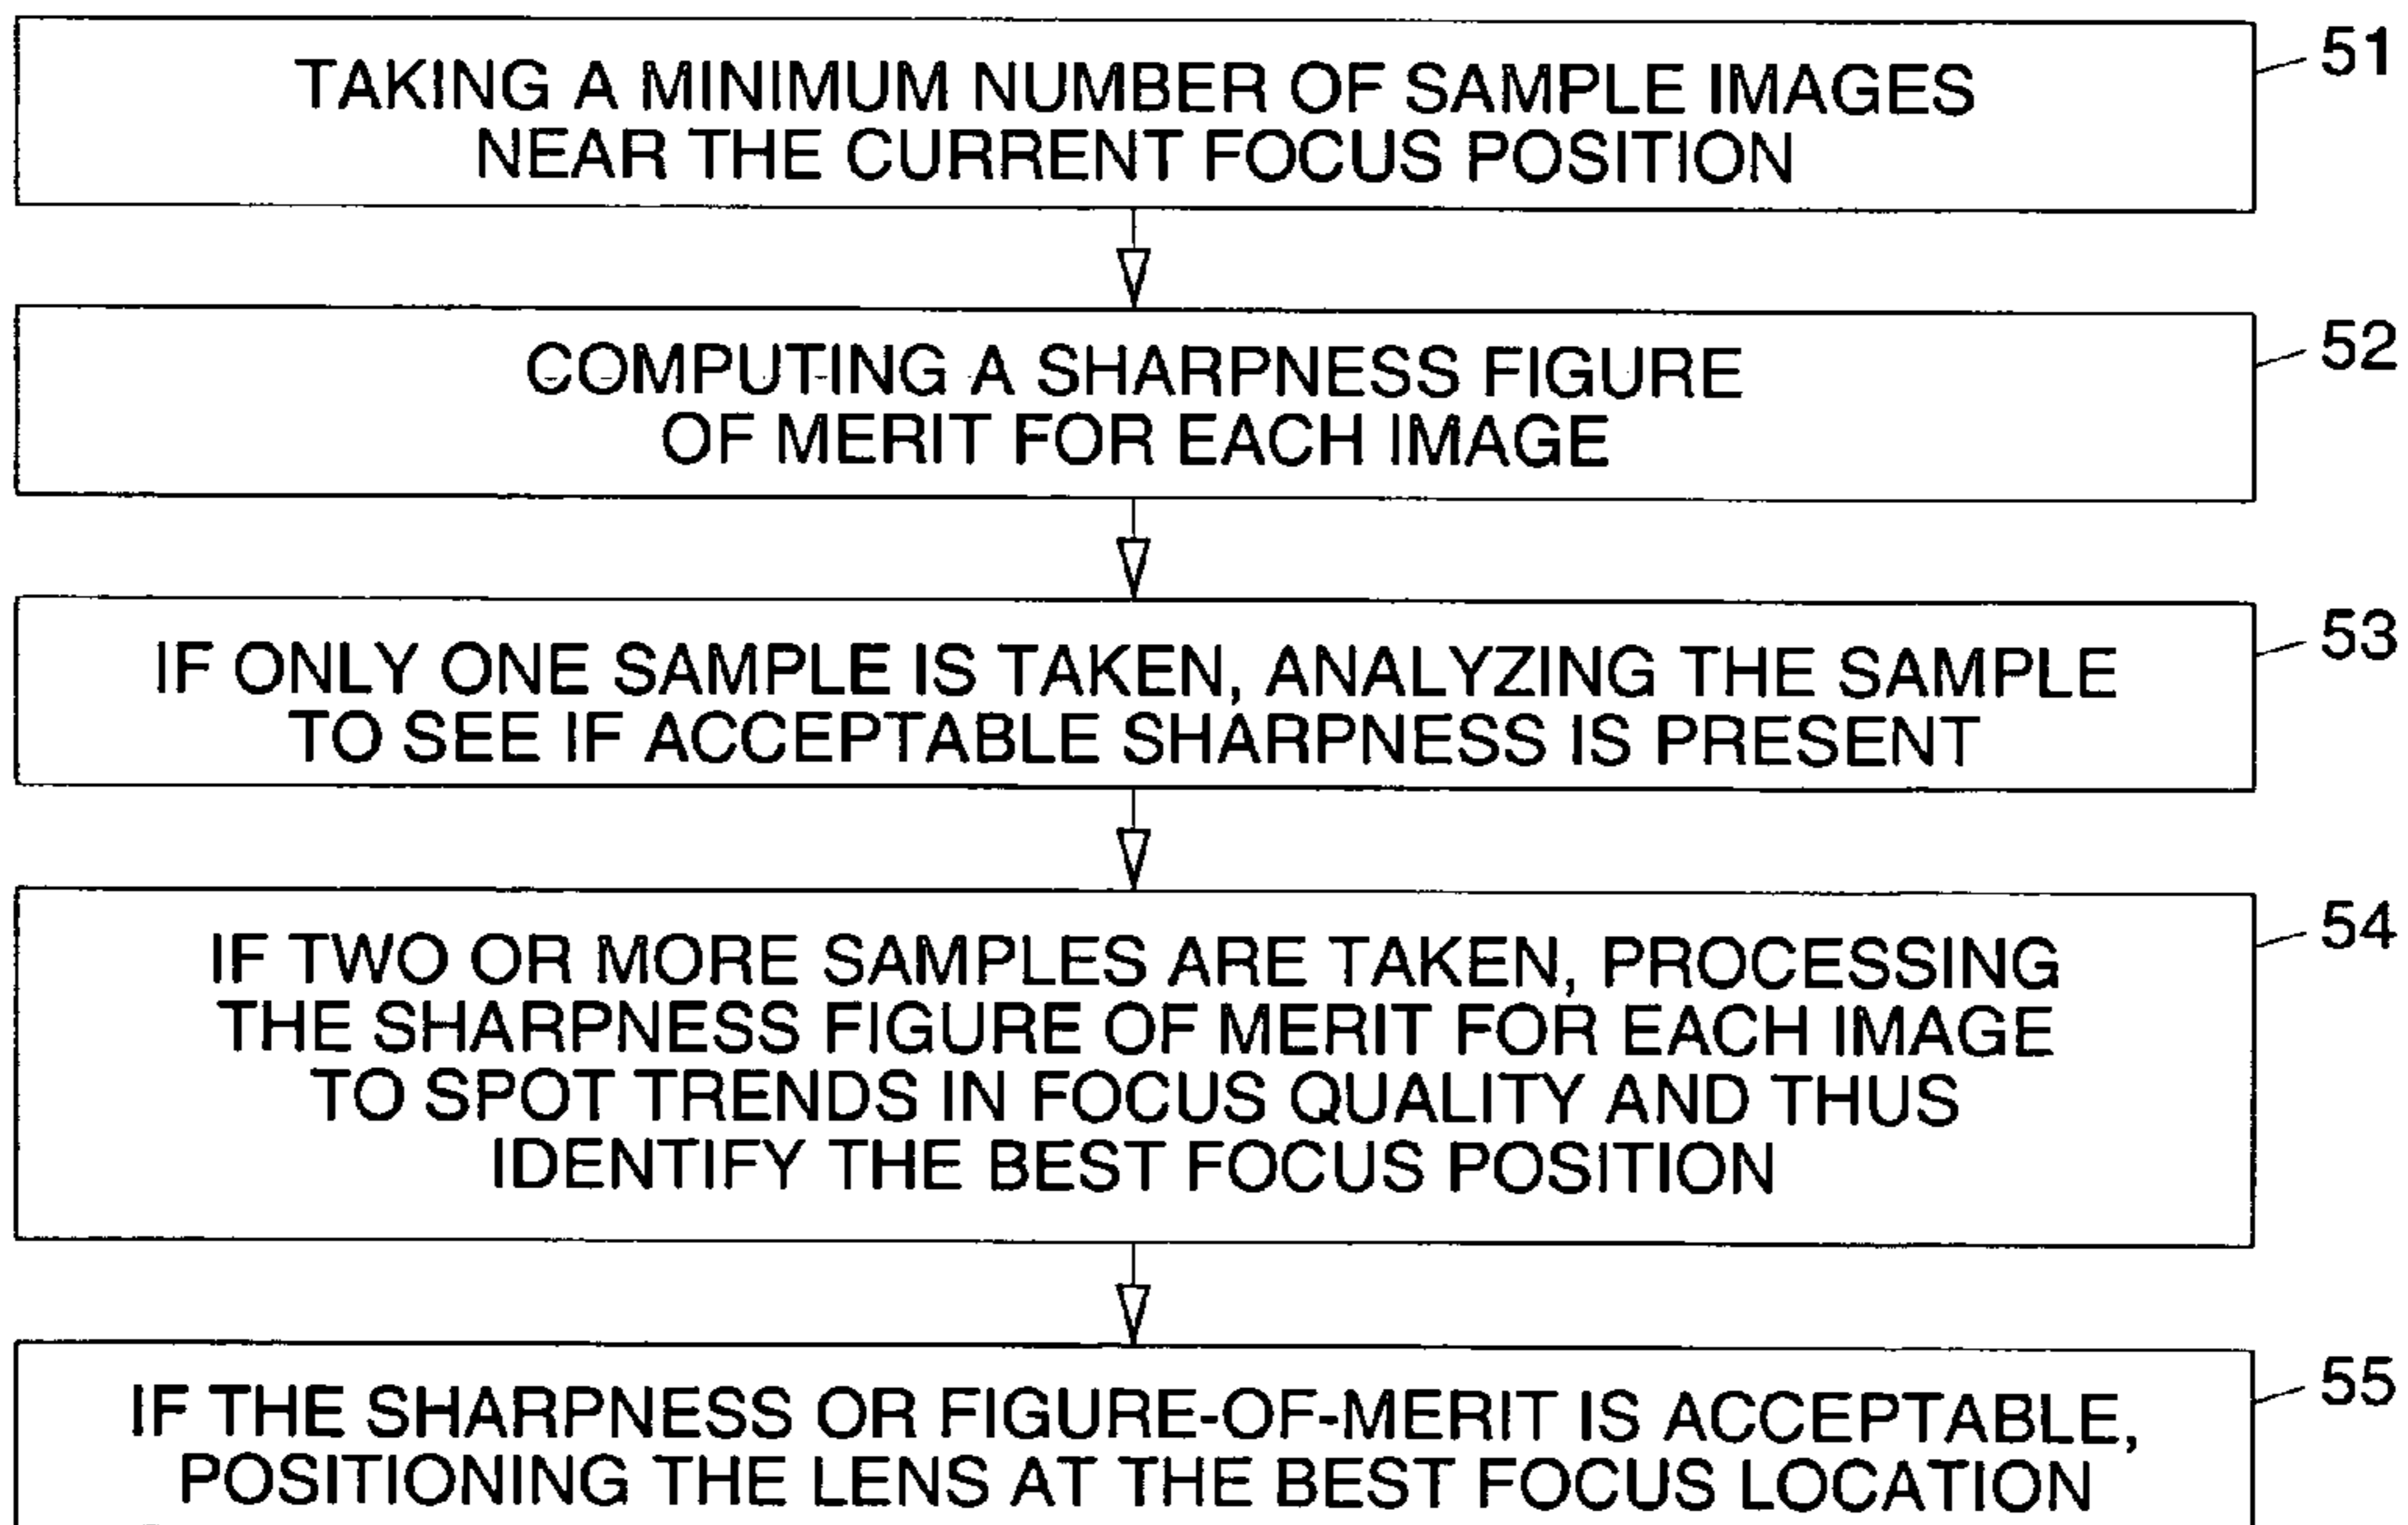 51
TAKING A MINIMUM NUMBER OF SAMPLE IMAGES
NEAR THE CURRENT FOCUS POSITION
52
COMPUTING A SHARPNESS FIGURE
OF MERIT FOR EACH IMAGE
53
IF ONLY ONE SAMPLE IS TAKEN, ANALYZING THE SAMPLE
TO SEE IF ACCEPTABLE SHARPNESS IS PRESENT
54
IF TWO OR MORE SAMPLES ARE TAKEN, PROCESSING
THE SHARPNESS FIGURE OF MERIT FOR EACH IMAGE
TO SPOT TRENDS IN FOCUS QUALITY AND THUS
IDENTIFY THE BEST FOCUS POSITION
55
IF THE SHARPNESS OR FIGURE-OF-MERIT IS ACCEPTABLE,
POSITIONING THE LENS AT THE BEST FOCUS LOCATION